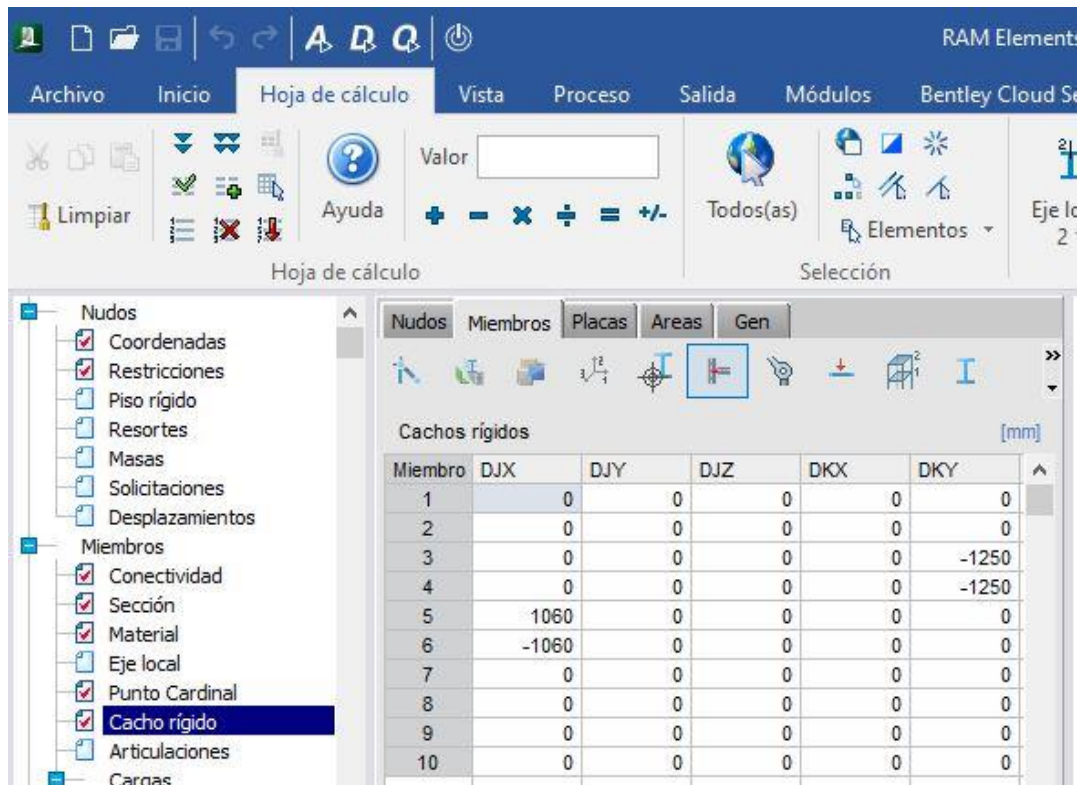 RAM Elements
Archivo Inicio Hoja de cálculo Vista Proceso Salida Módulos Bentley Cloud Se
Valor
Limpiar Ayuda Todos(as) Elementos Eje lo
2
Hoja de cálculo Selección
Nudos
Coordenadas
Restricciones
Piso rígido
Resortes
Masas
Solicitaciones
Desplazamientos
Miembros
Conectividad
Sección
Material
Eje local
Punto Cardinal
Cacho rígido
Articulaciones
Cargas
Nudos Miembros Placas Areas Gen
Cachos rígidos [mm]
Miembro DJX DJY DJZ DKX DKY
1 0 0 0 0 0
2 0 0 0 0 0
3 0 0 0 0 -1250
4 0 0 0 0 -1250
5 1060 0 0 0 0
6 -1060 0 0 0 0
7 0 0 0 0 0
8 0 0 0 0 0
9 0 0 0 0 0
10 0 0 0 0 0